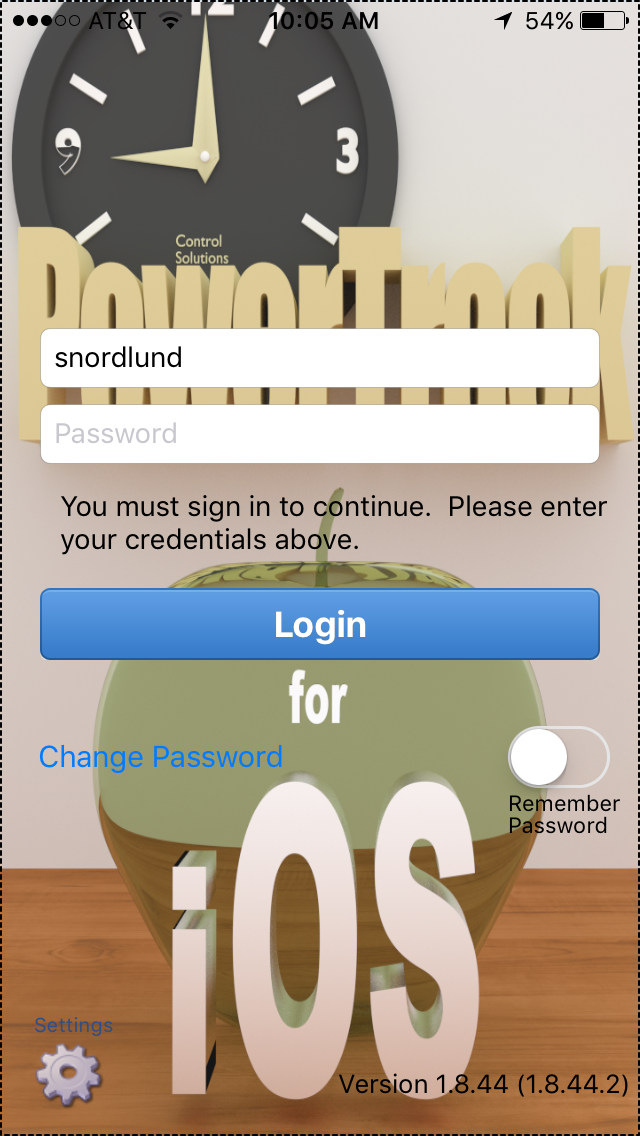 AT&T 10:05 AM 54%
12
9 3
Control
Solutions
PowerTrack
snordlund
Password
You must sign in to continue.  Please enter
your credentials above.
Login
for
Change Password
Remember
Password
iOS
Settings
Version 1.8.44 (1.8.44.2)